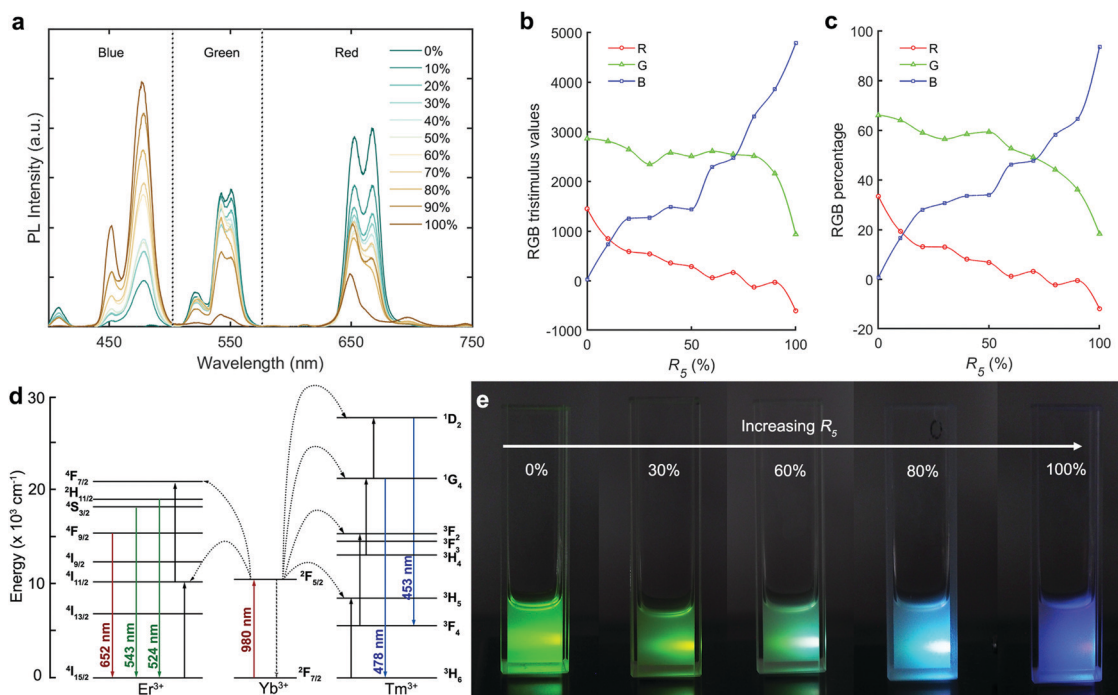 a
Blue
Green
Red
0%
10%
20%
30%
40%
50%
60%
70%
80%
90%
100%
PL Intensity (a.u.)
450
550
650
750
Wavelength (nm)
b
R
G
B
RGB tristimulus values
5000
4000
3000
2000
1000
0
-1000
0
50
100
R5 (%)
c
R
G
B
RGB percentage
100
80
60
40
20
0
-20
0
50
100
R5 (%)
d
Energy (x 10³ cm⁻¹)
30
20
10
0
⁴F7/2
²H11/2
⁴S3/2
⁴F9/2
⁴I9/2
⁴I11/2
⁴I13/2
⁴I15/2
652 nm
543 nm
524 nm
Er³⁺
980 nm
²F5/2
²F7/2
Yb³⁺
¹D2
¹G4
³F2
³F3
³H4
³H5
³F4
³H6
453 nm
478 nm
Tm³⁺
e
Increasing R5
0%
30%
60%
80%
100%